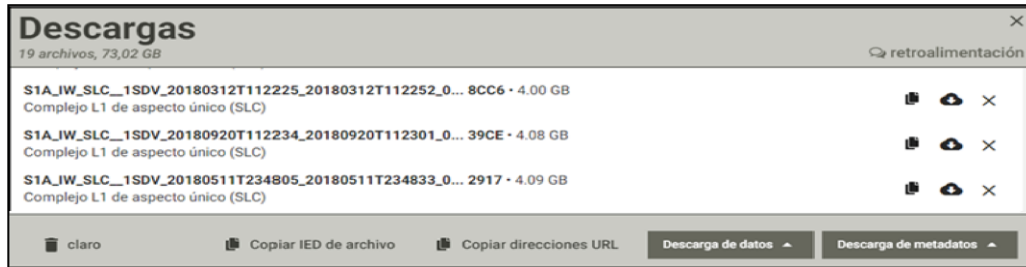 Descargas
19 archivos, 73,02 GB
retroalimentación
S1A_IW_SLC__1SDV_20180312T112225_20180312T112252_0... 8CC6 · 4.00 GB
Complejo L1 de aspecto único (SLC)
S1A_IW_SLC__1SDV_20180920T112234_20180920T112301_0... 39CE · 4.08 GB
Complejo L1 de aspecto único (SLC)
S1A_IW_SLC__1SDV_20180511T234805_20180511T234833_0... 2917 · 4.09 GB
Complejo L1 de aspecto único (SLC)
claro Copiar IED de archivo Copiar direcciones URL Descarga de datos Descarga de metadatos